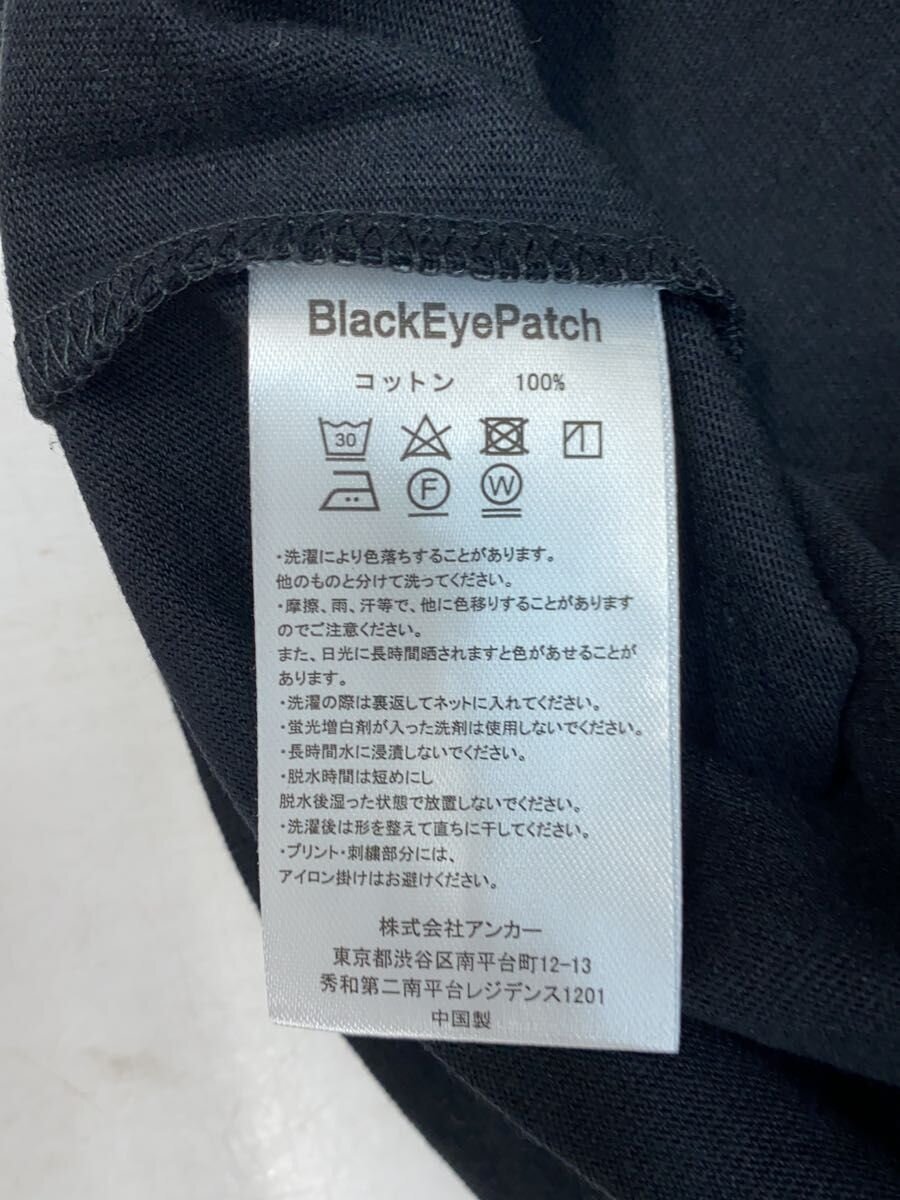 BlackEyePatch
コットン 100%
30
F W
・洗濯により色落ちすることがあります。
他のものと分けて洗ってください。
・摩擦、雨、汗等で、他に色移りすることがあります
のでご注意ください。
また、日光に長時間晒されますと色があせることが
あります。
・洗濯の際は裏返してネットに入れてください。
・蛍光増白剤が入った洗剤は使用しないでください。
・長時間水に浸漬しないでください。
・脱水時間は短めにし
脱水後湿った状態で放置しないでください。
・洗濯後は形を整えて直ちに干してください。
・プリント・刺繍部分には、
アイロン掛けはお避けください。
株式会社アンカー
東京都渋谷区南平台町12-13
秀和第二南平台レジデンス1201
中国製